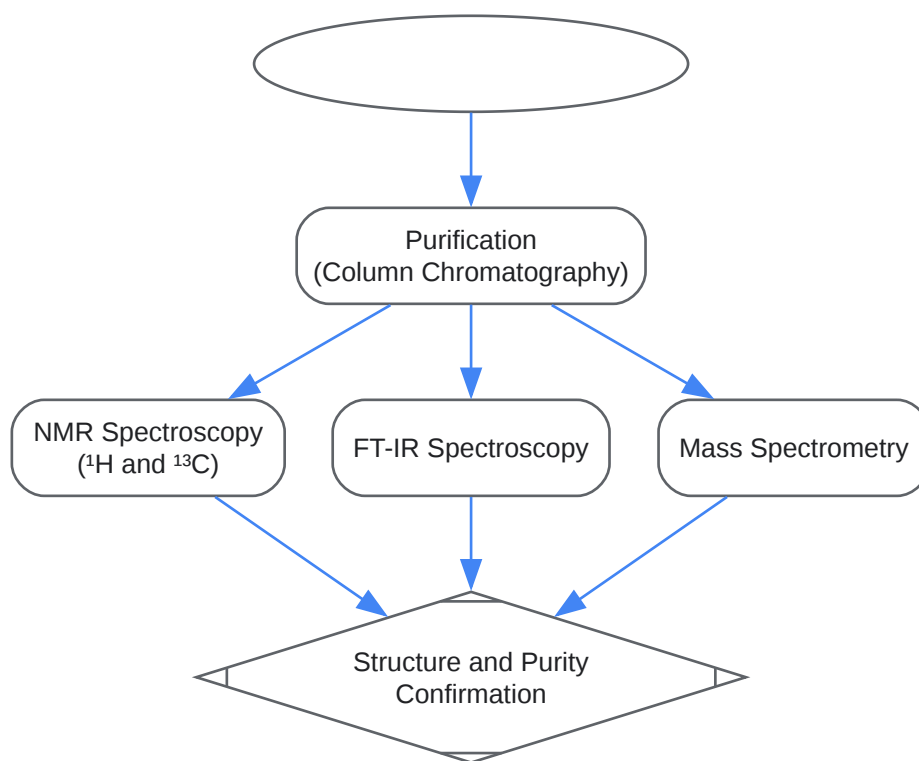 Purification
(Column Chromatography)
NMR Spectroscopy
(¹H and ¹³C)
FT-IR Spectroscopy
Mass Spectrometry
Structure and Purity
Confirmation